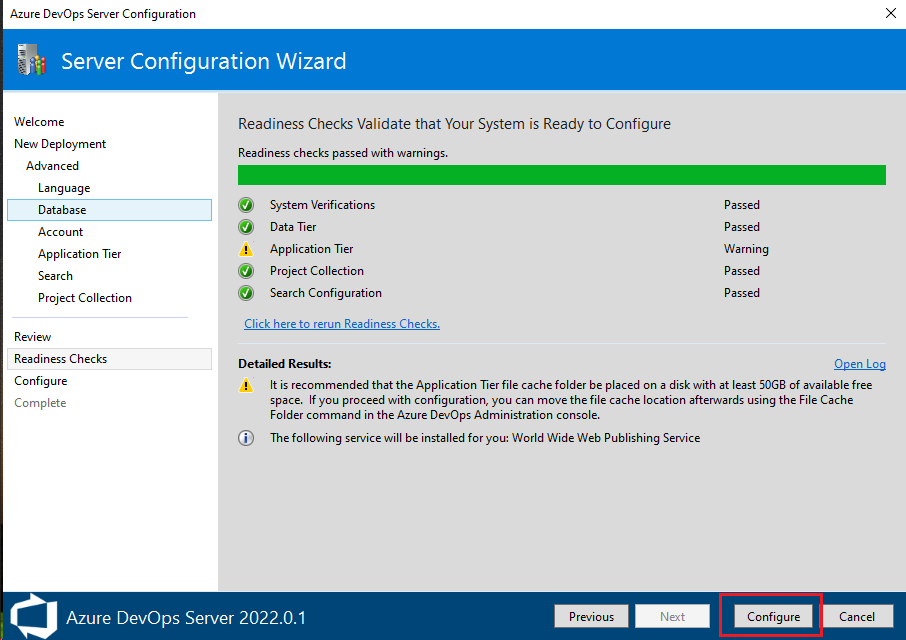 Azure DevOps Server Configuration
Server Configuration Wizard
Welcome
New Deployment
Advanced
Language
Database
Account
Application Tier
Search
Project Collection
Review
Readiness Checks
Configure
Complete
Readiness Checks Validate that Your System is Ready to Configure
Readiness checks passed with warnings.
System Verifications Passed
Data Tier Passed
Application Tier Warning
Project Collection Passed
Search Configuration Passed
Click here to rerun Readiness Checks.
Detailed Results: Open Log
It is recommended that the Application Tier file cache folder be placed on a disk with at least 50GB of available free
space. If you proceed with configuration, you can move the file cache location afterwards using the File Cache
Folder command in the Azure DevOps Administration console.
The following service will be installed for you: World Wide Web Publishing Service
Azure DevOps Server 2022.0.1
Previous Next Configure Cancel